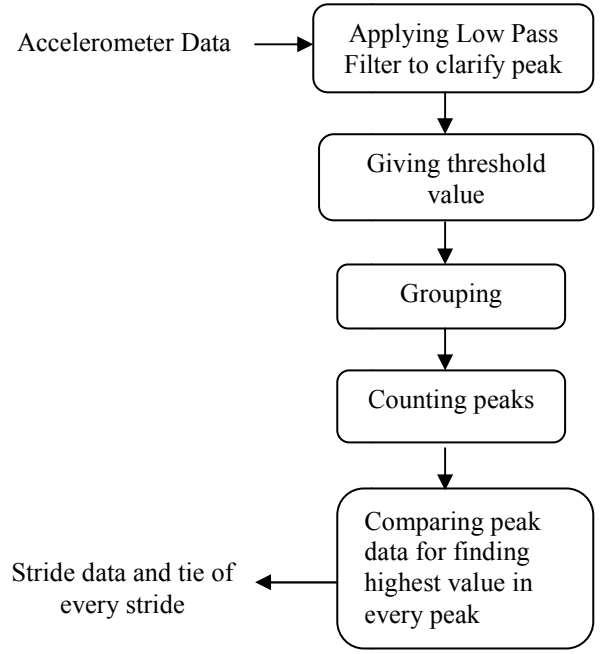 Accelerometer Data
Applying Low Pass
Filter to clarify peak
Giving threshold
value
Grouping
Counting peaks
Comparing peak
data for finding
highest value in
every peak
Stride data and tie of
every stride